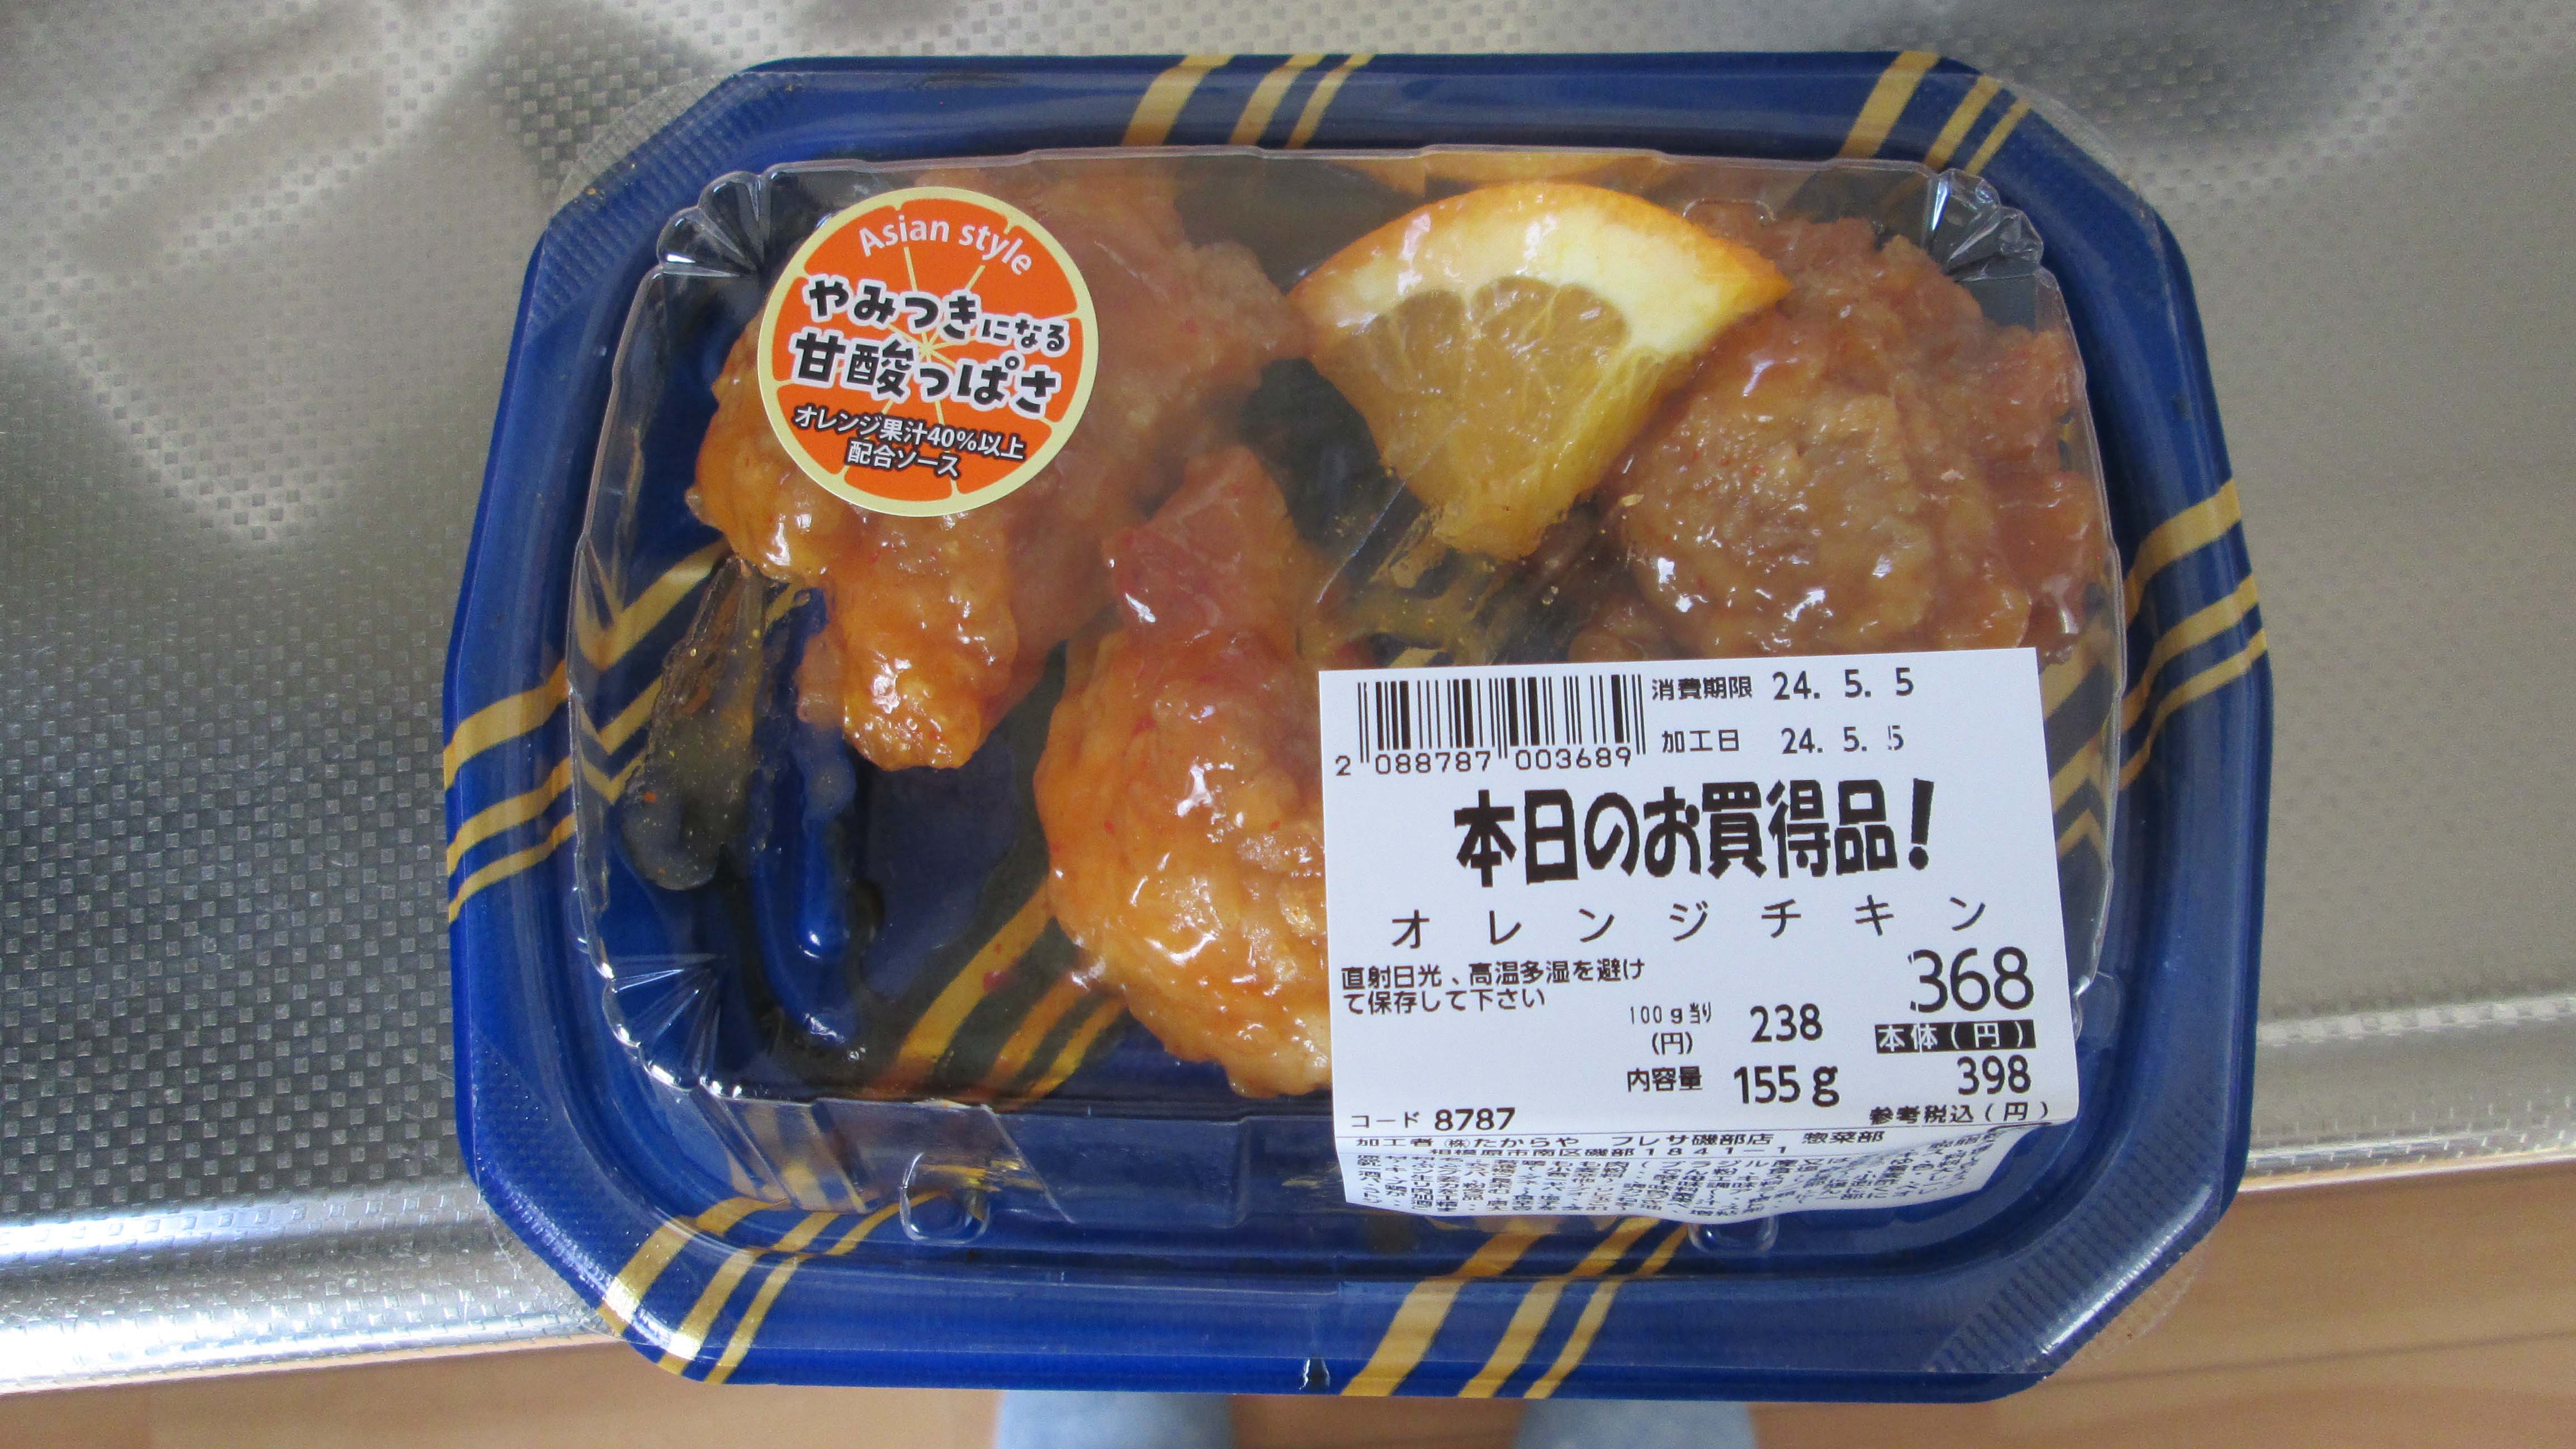 Asian style
やみつきになる
甘酸っぱさ
オレンジ果汁40%以上
配合ソース
消費期限 24. 5. 5
2 088787 003689
加工日 24. 5. 5
本日のお買得品!
オレンジチキン
直射日光、高温多湿を避け
て保存して下さい
368
本体(円)
100g当り
(円)
238
内容量 155g
398
参考税込(円)
コード 8787
加工者 ㈱たからや フレサ磯部店 惣菜部
相模原市南区磯部1841-1